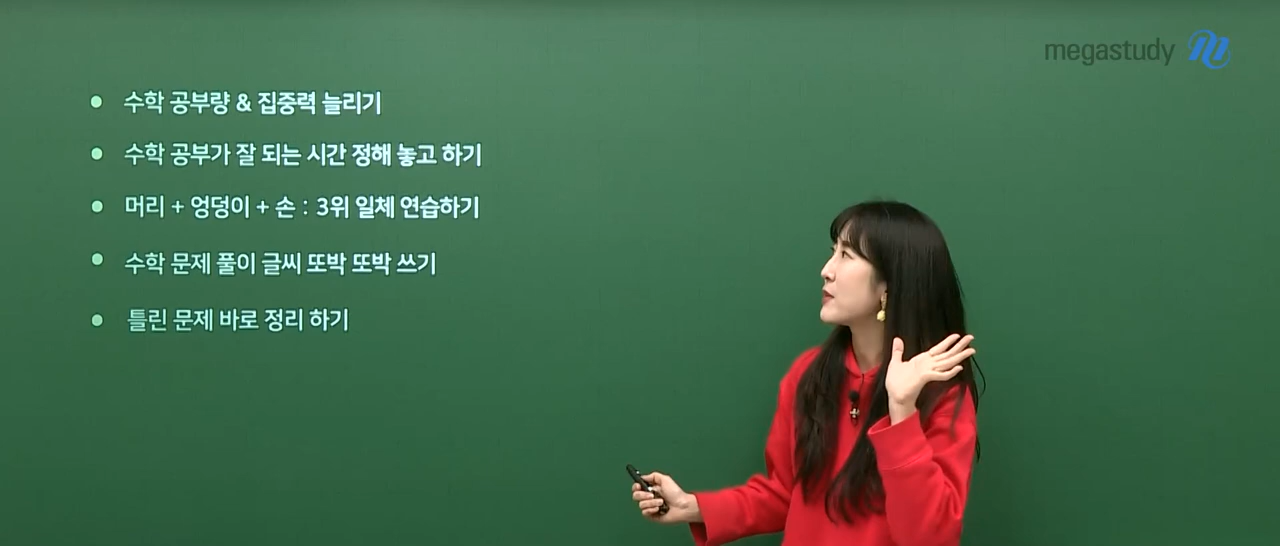 megastudy
수학 공부량 & 집중력 늘리기
수학 공부가 잘 되는 시간 정해 놓고 하기
머리 + 엉덩이 + 손 : 3위 일체 연습하기
수학 문제 풀이 글씨 또박 또박 쓰기
틀린 문제 바로 정리 하기